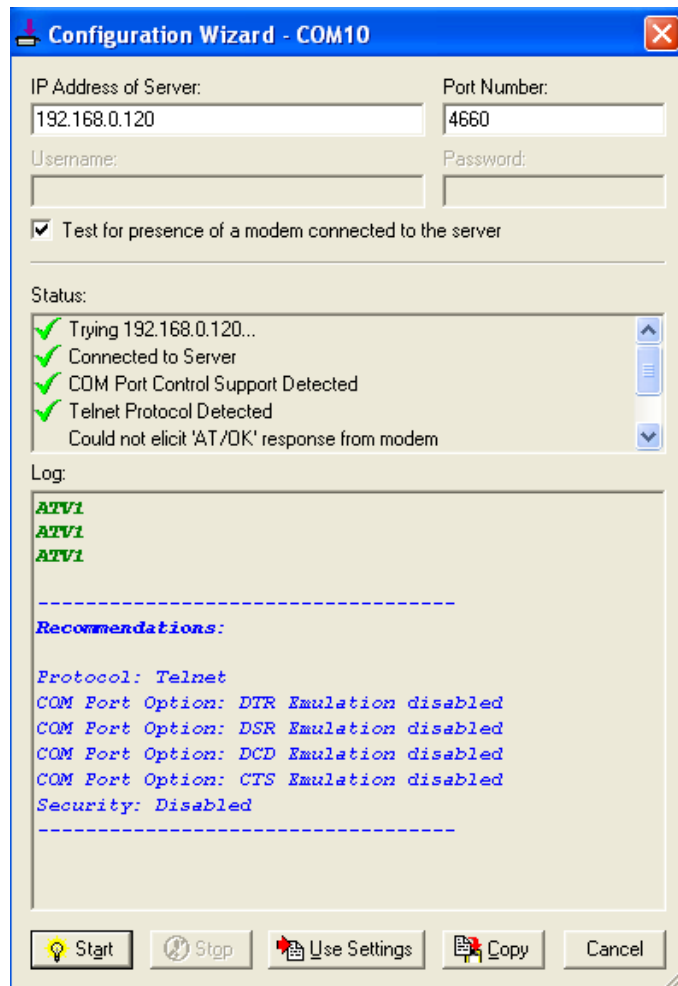 Configuration Wizard - COM10
IP Address of Server: Port Number:
192.168.0.120 4660
Username: Password:
Test for presence of a modem connected to the server
Status:
Trying 192.168.0.120...
Connected to Server
COM Port Control Support Detected
Telnet Protocol Detected
Could not elicit 'AT/OK' response from modem
Log:
ATV1
ATV1
ATV1
-----------------------------------
Recommendations:
Protocol: Telnet
COM Port Option: DTR Emulation disabled
COM Port Option: DSR Emulation disabled
COM Port Option: DCD Emulation disabled
COM Port Option: CTS Emulation disabled
Security: Disabled
-----------------------------------
Start Stop Use Settings Copy Cancel